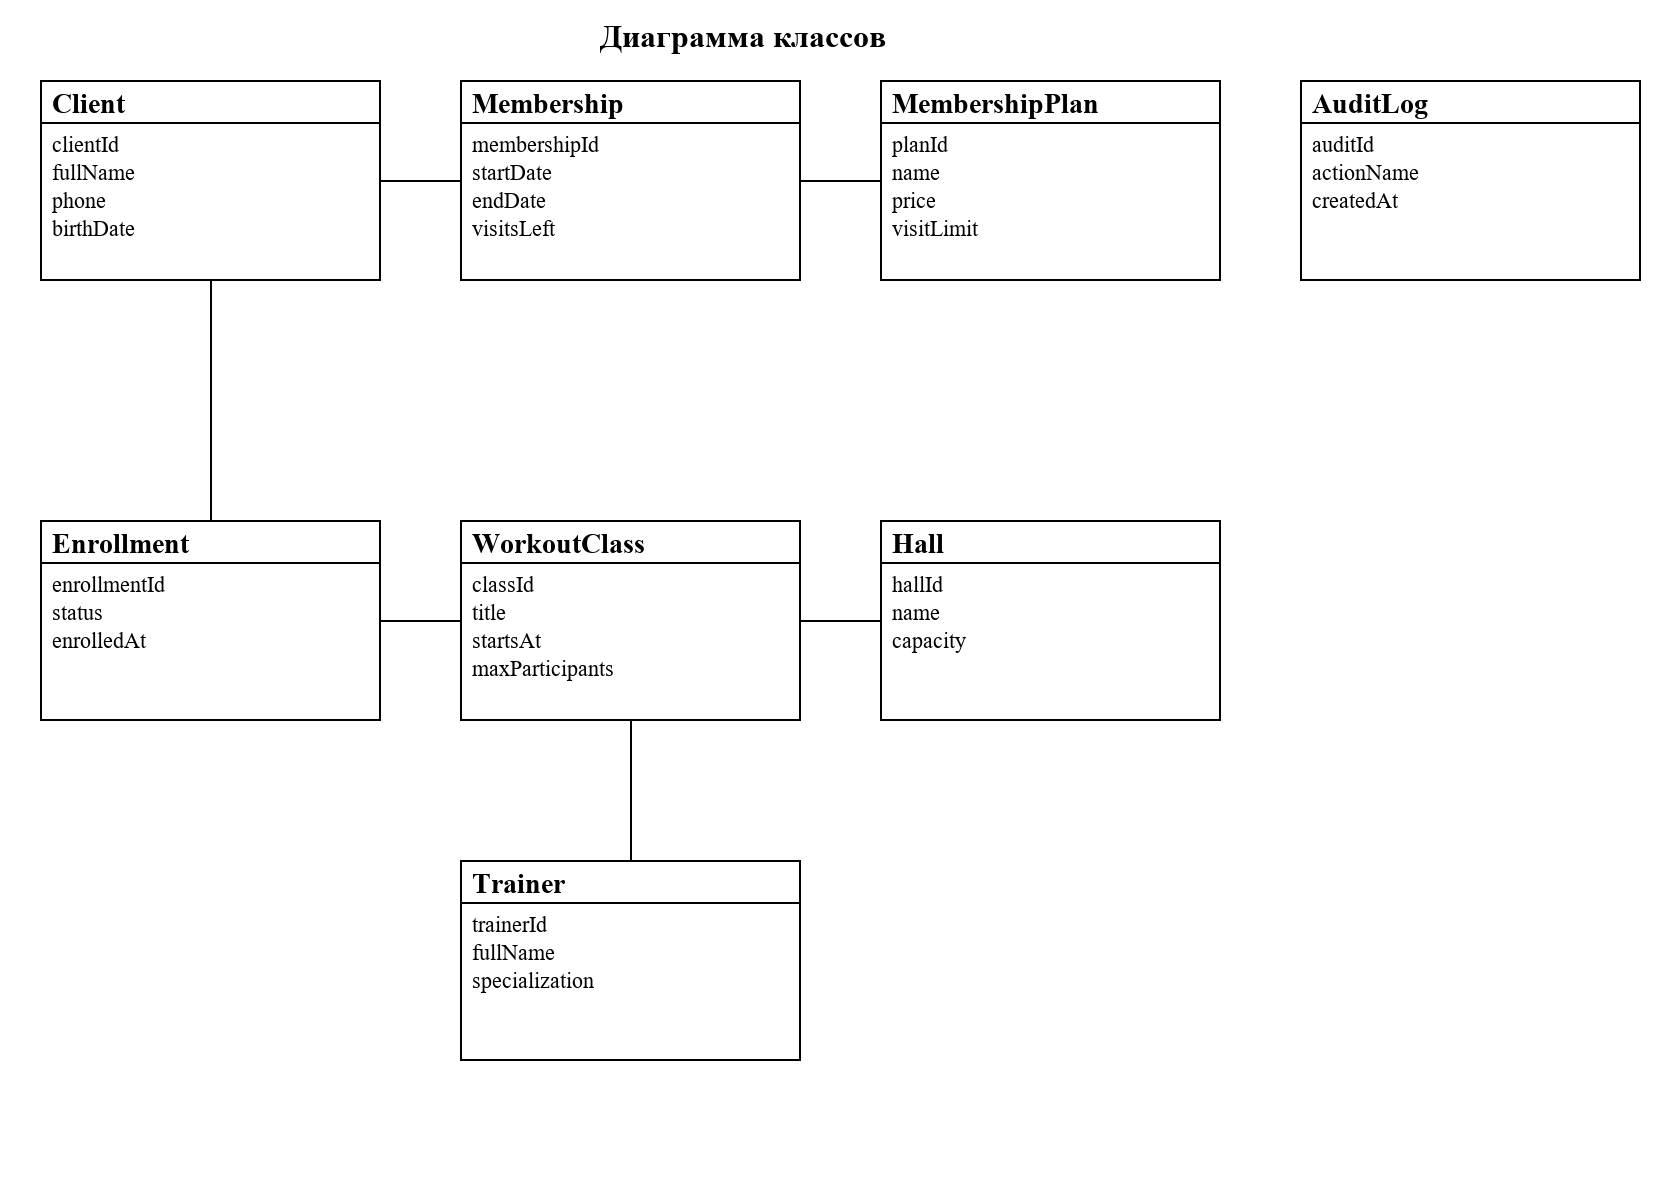 Диаграмма классов
Client
clientId
fullName
phone
birthDate
Membership
membershipId
startDate
endDate
visitsLeft
MembershipPlan
planId
name
price
visitLimit
AuditLog
auditId
actionName
createdAt
Enrollment
enrollmentId
status
enrolledAt
WorkoutClass
classId
title
startsAt
maxParticipants
Hall
hallId
name
capacity
Trainer
trainerId
fullName
specialization